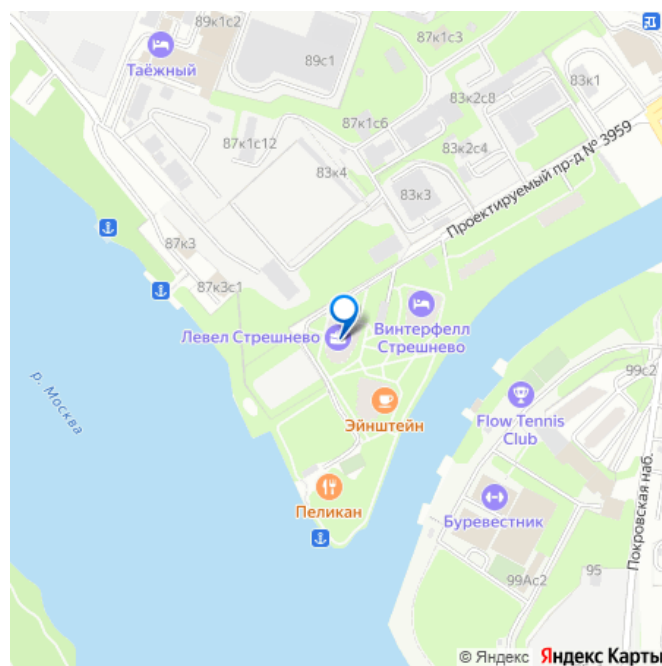 89к1с2
Таёжный
89с1
87к1с3
83к1
83к2с8
87к1с6
87к1с12
83к2с4
83к4
83к3
Проектируемый пр-д № 3959
87к3
87к3с1
Левел Стрешнево
Винтерфелл
Стрешнево
р. Москва
99с2
Эйнштейн
Flow Tennis
Club
Пеликан
Буревестник
Покровская наб.
99Ас2
95
© Яндекс Яндекс Карты